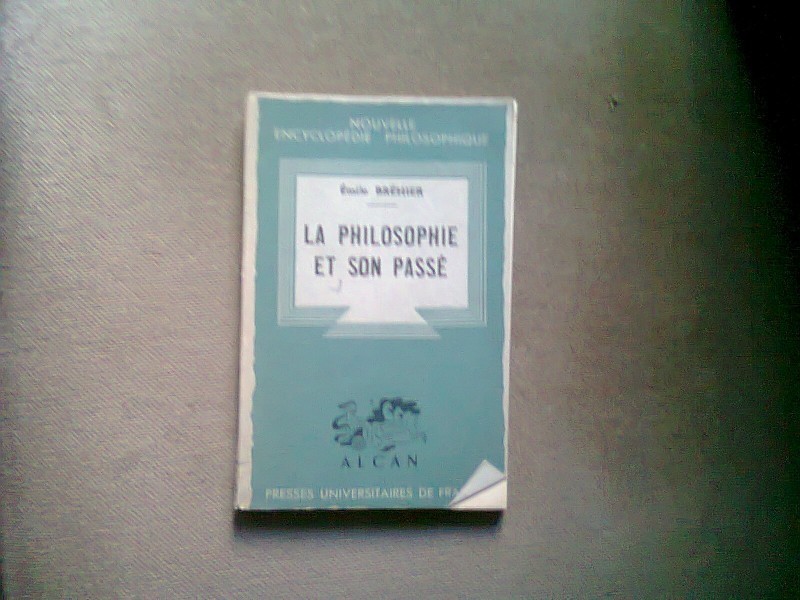 NOUVELLE
ENCYCLOPÉDIE PHILOSOPHIQUE
Émile BRÉHIER
LA PHILOSOPHIE
ET SON PASSÉ
ALCAN
PRESSES UNIVERSITAIRES DE FRA